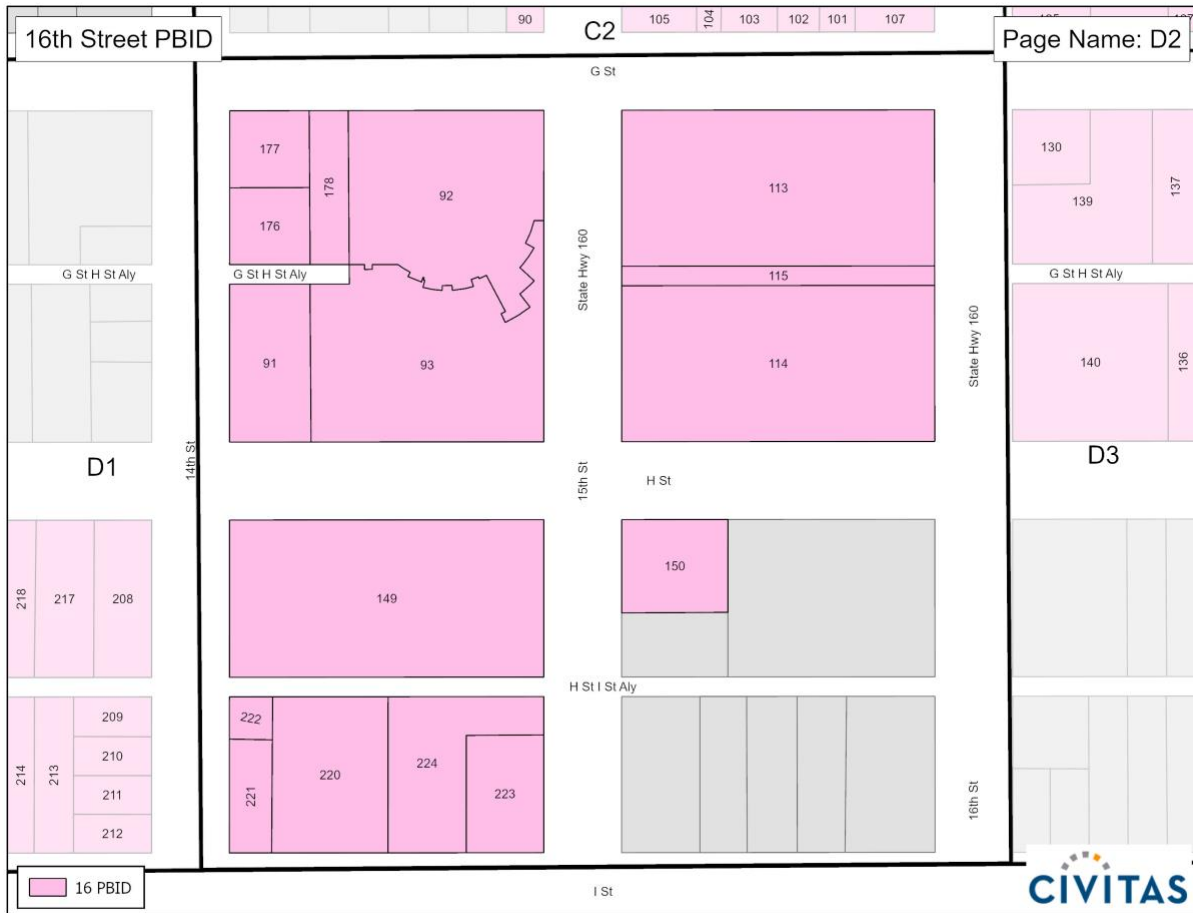 16th Street PBID
90
C2
105
104
103
102
101
107
Page Name: D2
G St
177
178
92
176
113
130
139
137
G St H St Aly
G St H St Aly
State Hwy 160
115
G St H St Aly
91
93
114
State Hwy 160
140
136
D1
14th St
15th St
H St
D3
218
217
208
149
150
H St I St Aly
214
213
209
210
211
212
222
221
220
224
223
16th St
16 PBID
I St
CIVITAS